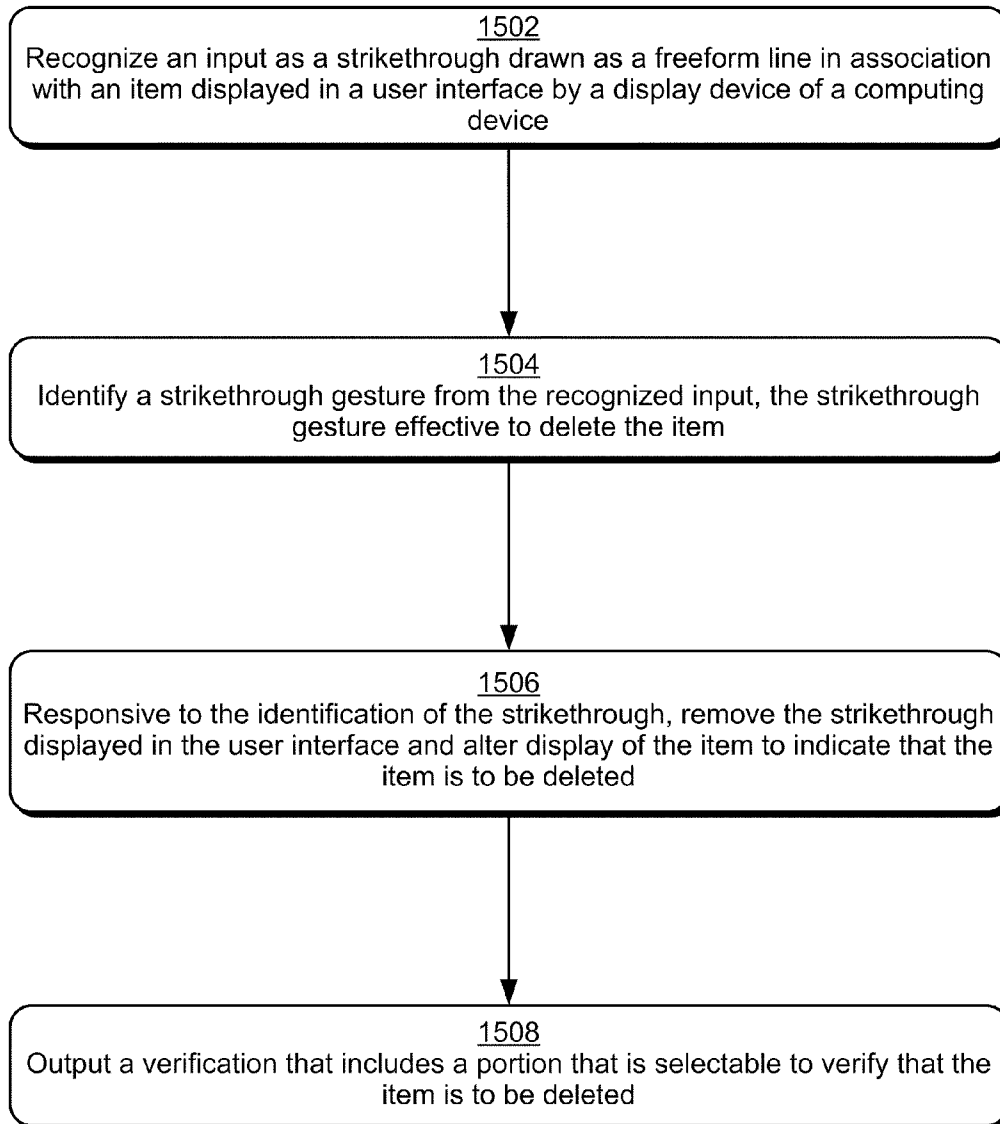 1502
Recognize an input as a strikethrough drawn as a freeform line in association
with an item displayed in a user interface by a display device of a computing
device
1504
Identify a strikethrough gesture from the recognized input, the strikethrough
gesture effective to delete the item
1506
Responsive to the identification of the strikethrough, remove the strikethrough
displayed in the user interface and alter display of the item to indicate that the
item is to be deleted
1508
Output a verification that includes a portion that is selectable to verify that the
item is to be deleted